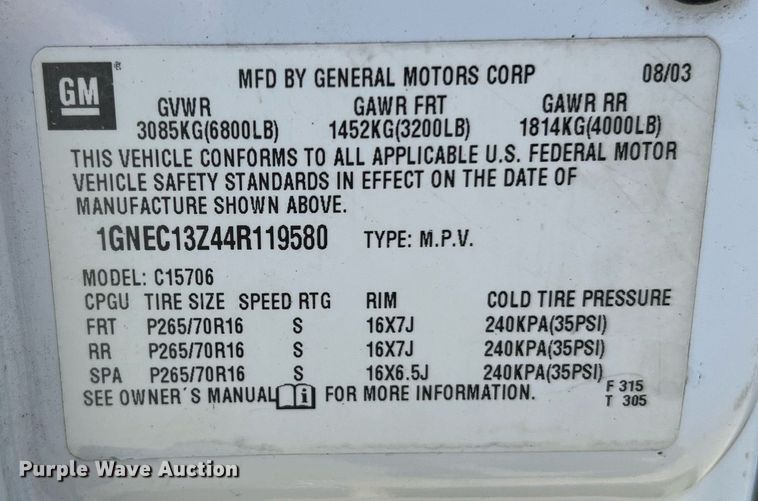 GM ® MFD BY GENERAL MOTORS CORP 08/03
GVWR GAWR FRT GAWR RR
3085KG(6800LB) 1452KG(3200LB) 1814KG(4000LB)
THIS VEHICLE CONFORMS TO ALL APPLICABLE U.S. FEDERAL MOTOR
VEHICLE SAFETY STANDARDS IN EFFECT ON THE DATE OF
MANUFACTURE SHOWN ABOVE.
1GNEC13Z44R119580 TYPE: M.P.V.
MODEL: C15706
CPGU TIRE SIZE SPEED RTG RIM COLD TIRE PRESSURE
FRT P265/70R16 S 16X7J 240KPA(35PSI)
RR P265/70R16 S 16X7J 240KPA(35PSI)
SPA P265/70R16 S 16X6.5J 240KPA(35PSI)
SEE OWNER'S MANUAL i FOR MORE INFORMATION.
F 315
T 305
Purple Wave Auction